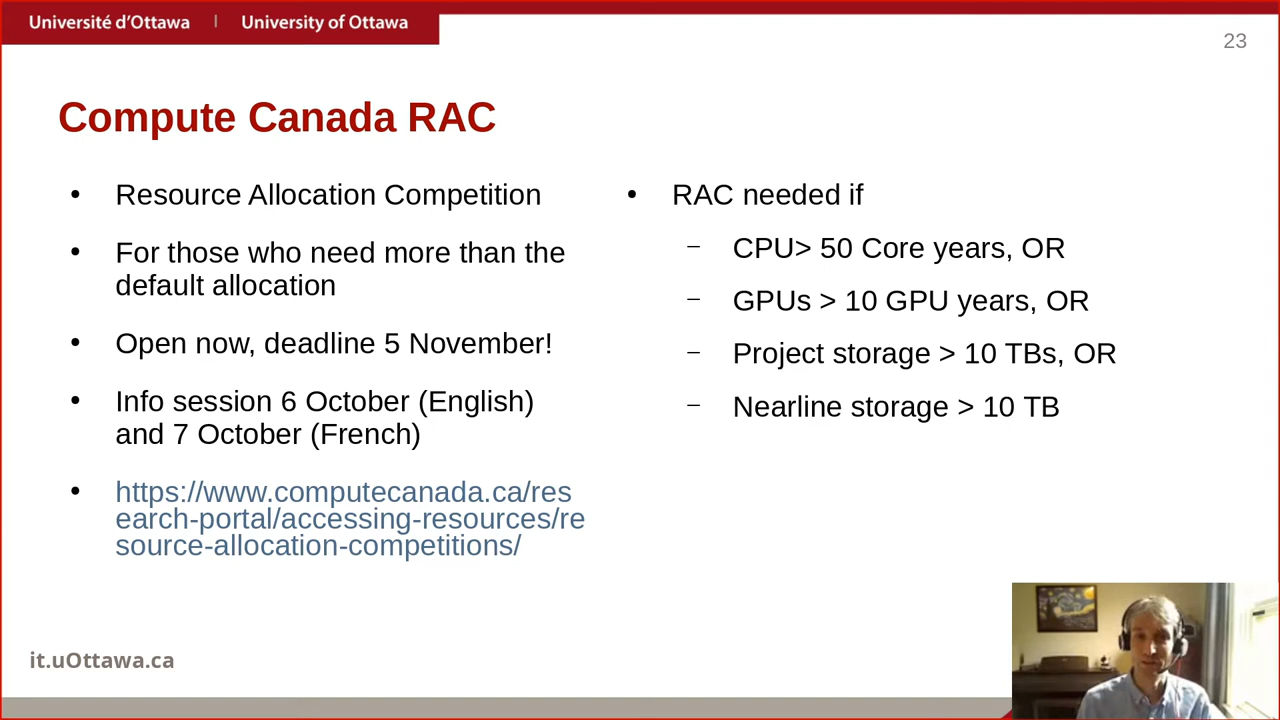 Université d'Ottawa | University of Ottawa
23
Compute Canada RAC
• Resource Allocation Competition
• For those who need more than the
default allocation
• Open now, deadline 5 November!
• Info session 6 October (English)
and 7 October (French)
• https://www.computecanada.ca/res
earch-portal/accessing-resources/re
source-allocation-competitions/
• RAC needed if
– CPU> 50 Core years, OR
– GPUs > 10 GPU years, OR
– Project storage > 10 TBs, OR
– Nearline storage > 10 TB
it.uOttawa.ca